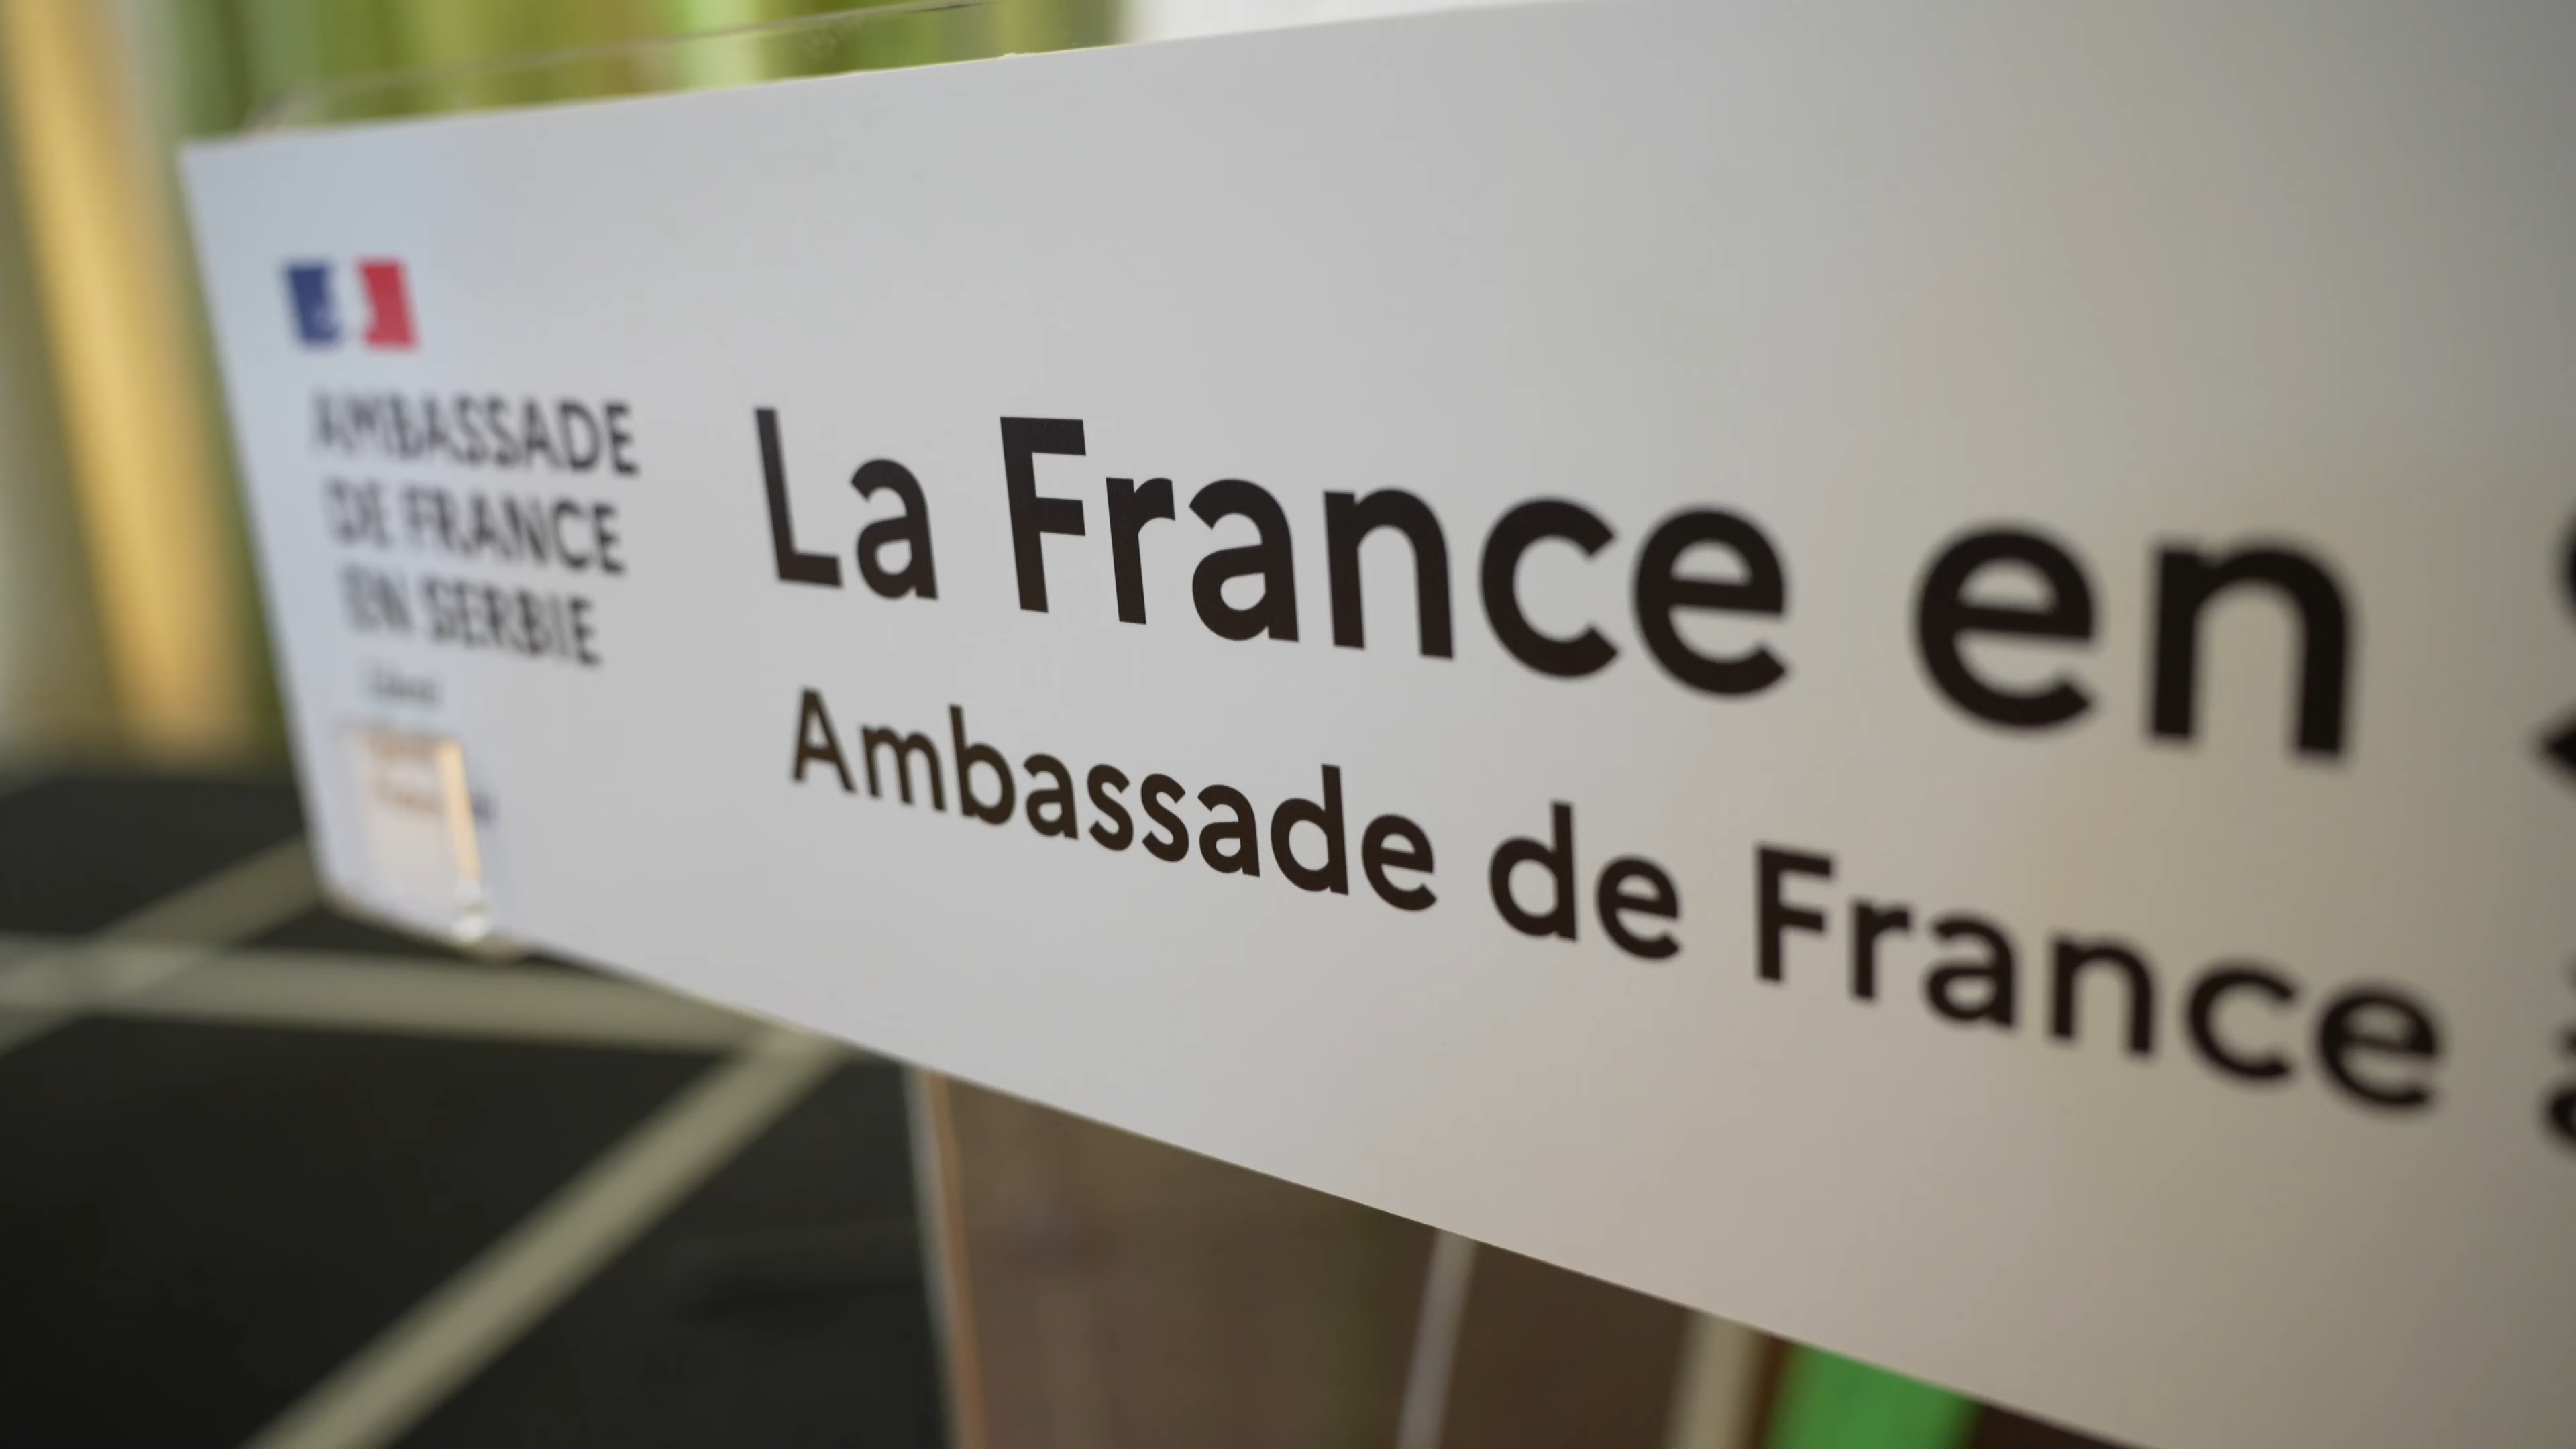 AMBASSADE
DE FRANCE
EN SERBIE
La France en
Ambassade de France